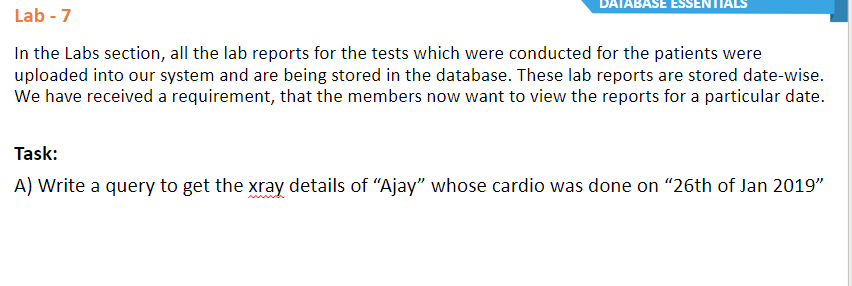 DATABASE ESSENTIALS
Lab - 7
In the Labs section, all the lab reports for the tests which were conducted for the patients were
uploaded into our system and are being stored in the database. These lab reports are stored date-wise.
We have received a requirement, that the members now want to view the reports for a particular date.
Task:
A) Write a query to get the xray details of “Ajay” whose cardio was done on “26th of Jan 2019”